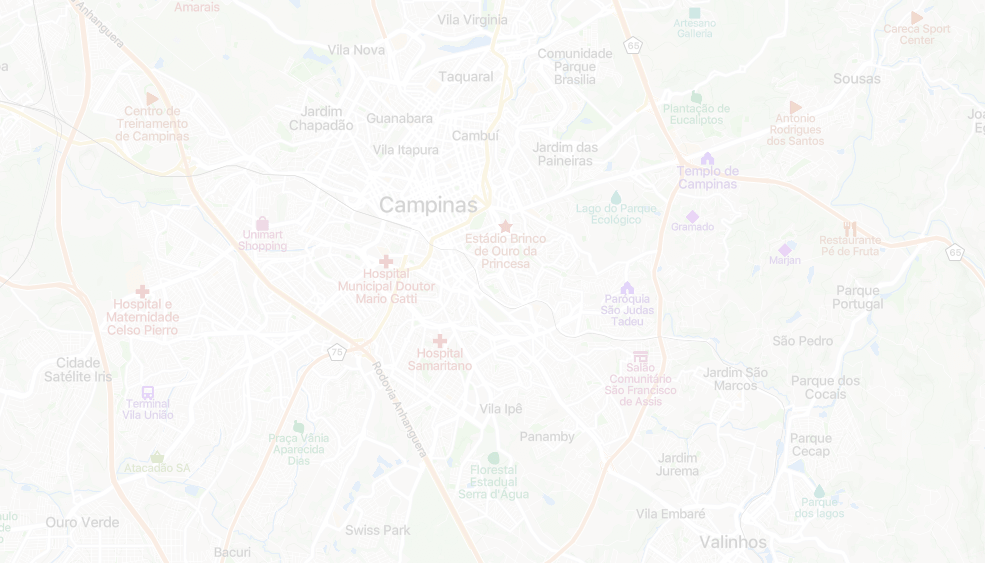 Amarais
Vila Virginia
Artesano
Galleria
Careca Sport
Center
Anhanguera
65
Vila Nova
Comunidade
Parque
Brasília
Taquaral
Sousas
Centro de
Treinamento
de Campinas
Jardim
Chapadão
Guanabara
Plantação de
Eucaliptos
Antonio
Rodrigues
dos Santos
Cambuí
Vila Itapura
Jardim das
Paineiras
Templo de
Campinas
Campinas
Lago do Parque
Ecológico
Gramado
Unimart
Shopping
Estádio Brinco
de Ouro da
Princesa
Restaurante
Pé de Fruta
65
Marjan
Hospital
Municipal Doutor
Mario Gatti
Hospital e
Maternidade
Celso Pierro
Paróquia
São Judas
Tadeu
Parque
Portugal
75
São Pedro
Hospital
Samaritano
Cidade
Satélite Íris
Salão
Comunitário
São Francisco
de Assis
Jardim São
Marcos
Parque dos
Cocais
Terminal
Vila União
Rodovia Anhanguera
Vila Ipê
Praça Vânia
Aparecida
Dias
Panamby
Parque
Cecap
Atacadão SA
Florestal
Estadual
Serra d'Água
Jardim
Jurema
Parque
dos lagos
Ouro Verde
Swiss Park
Vila Embaré
Valinhos
Bacuri